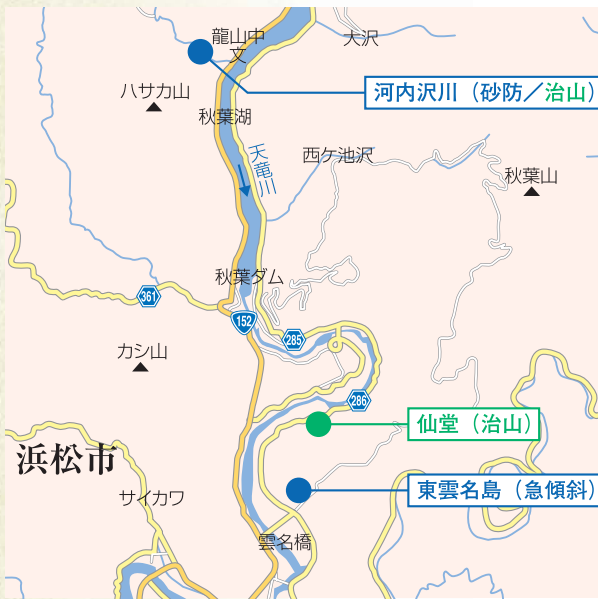 龍山中
文
大沢
河内沢川（砂防／治山）
ハサカ山
秋葉湖
天竜川
西ケ池沢
秋葉山
秋葉ダム
361
152
285
カシ山
286
仙堂（治山）
浜松市
東雲名島（急傾斜）
サイカワ
雲名橋